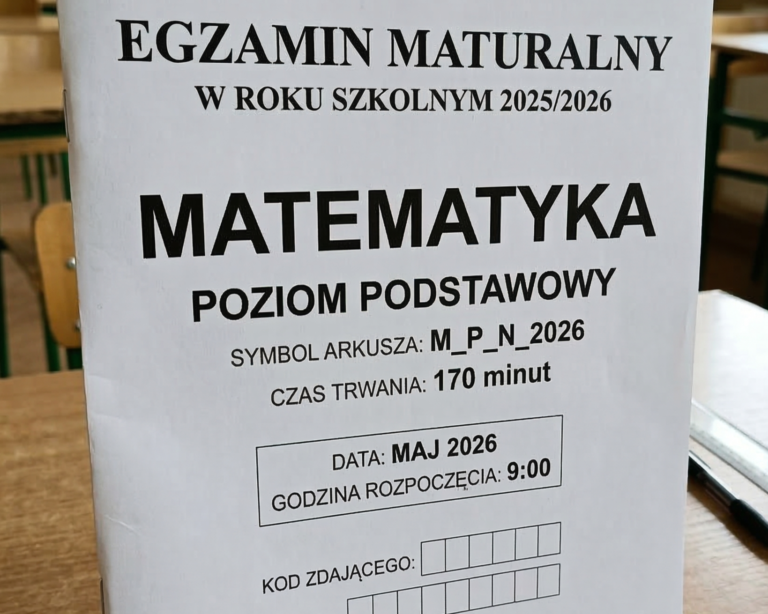 EGZAMIN MATURALNY
W ROKU SZKOLNYM 2025/2026
MATEMATYKA
POZIOM PODSTAWOWY
SYMBOL ARKUSZA: M_P_N_2026
CZAS TRWANIA: 170 minut
DATA: MAJ 2026
GODZINA ROZPOCZĘCIA: 9:00
KOD ZDAJĄCEGO: